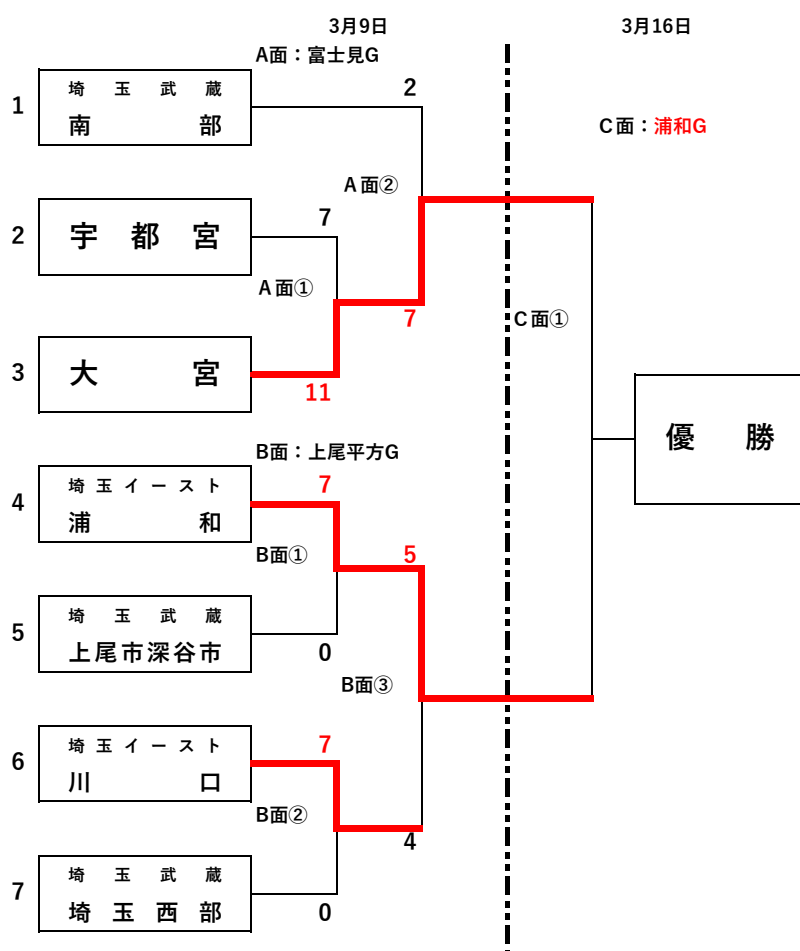 3月9日
3月16日
A面：富士見G
1
埼玉武蔵
南部
2
C面：浦和G
A面②
2
宇都宮
7
A面①
7
C面①
3
大宮
11
優勝
B面：上尾平方G
4
埼玉イースト
浦和
7
B面①
5
5
埼玉武蔵
上尾市深谷市
0
B面③
6
埼玉イースト
川口
7
B面②
4
7
埼玉武蔵
埼玉西部
0